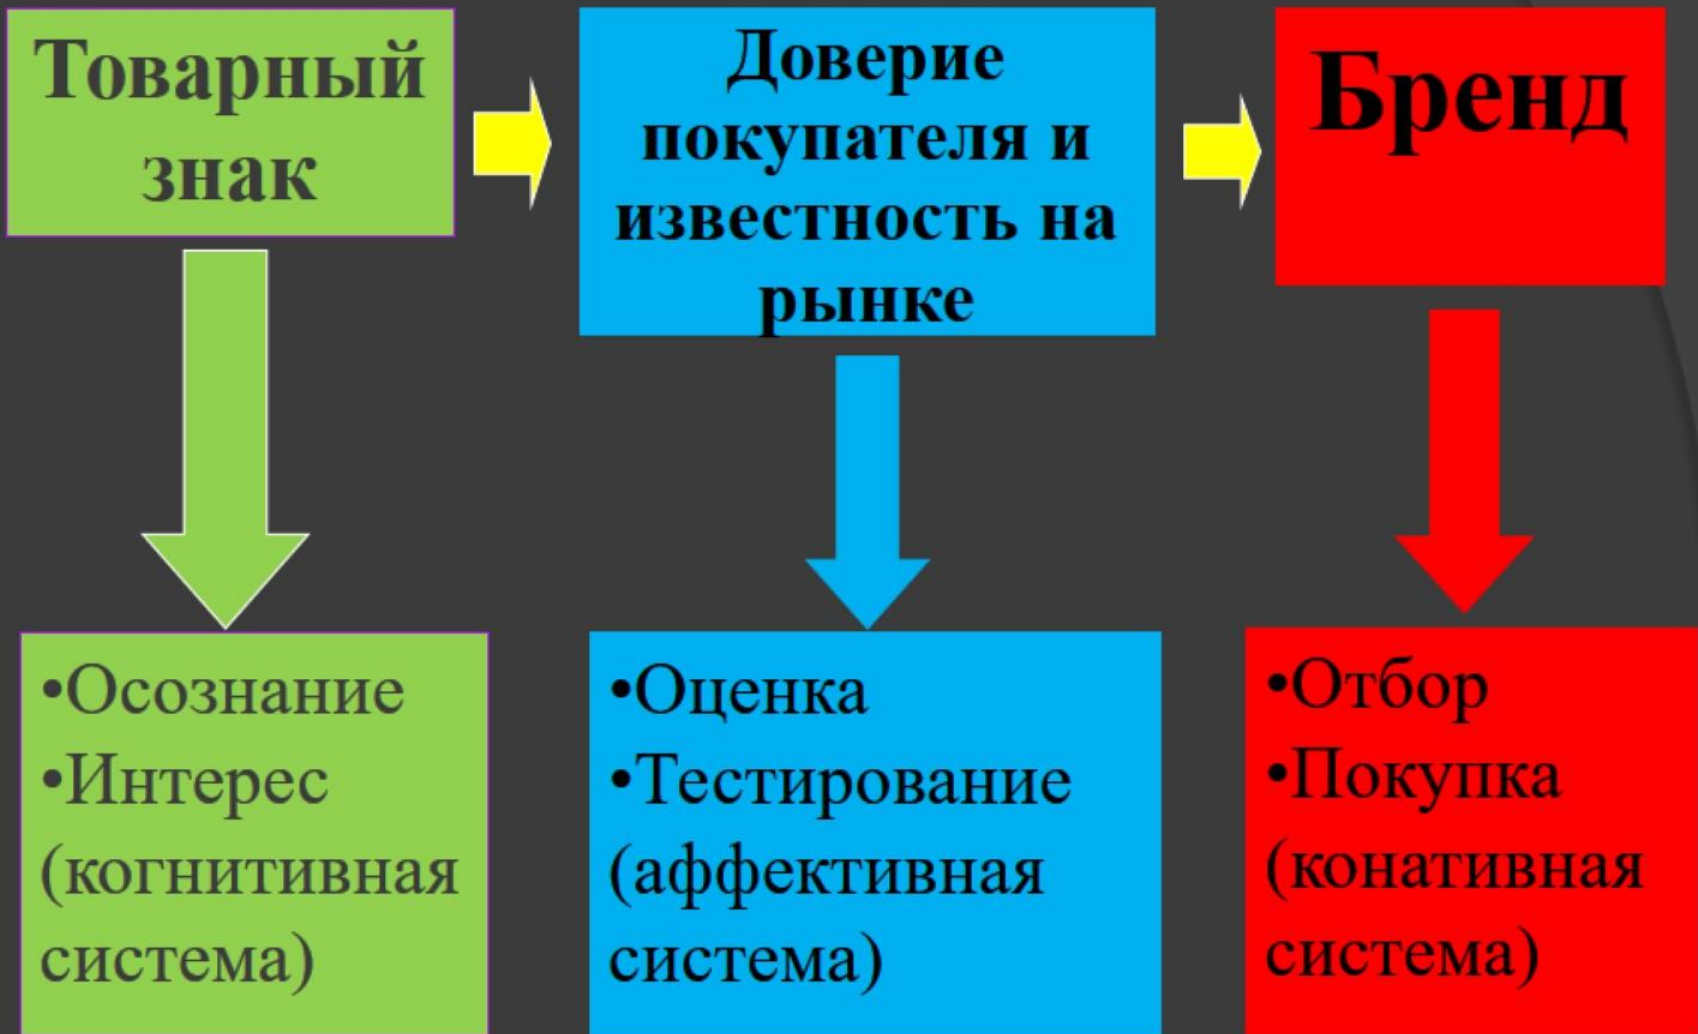 Товарный
знак
Доверие
покупателя и
известность на
рынке
Бренд
•Осознание
•Интерес
(когнитивная
система)
•Оценка
•Тестирование
(аффективная
система)
•Отбор
•Покупка
(конативная
система)